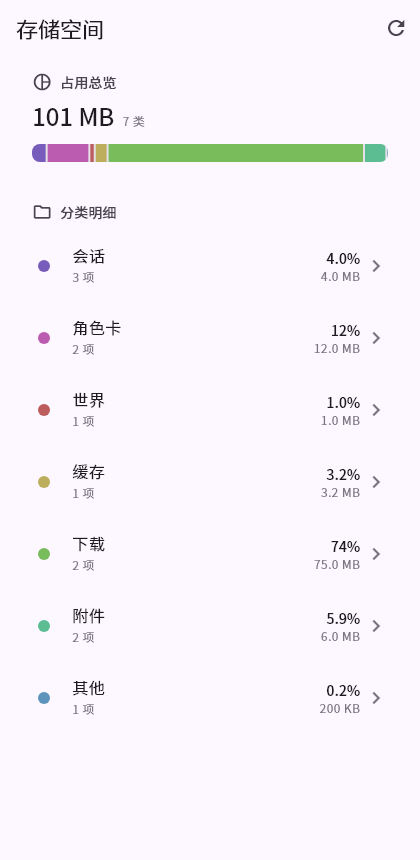 存储空间
占用总览
101 MB 7 类
分类明细
会话
4.0%
3 项
4.0 MB
角色卡
12%
2 项
12.0 MB
世界
1.0%
1 项
1.0 MB
缓存
3.2%
1 项
3.2 MB
下载
74%
2 项
75.0 MB
附件
5.9%
2 项
6.0 MB
其他
0.2%
1 项
200 KB